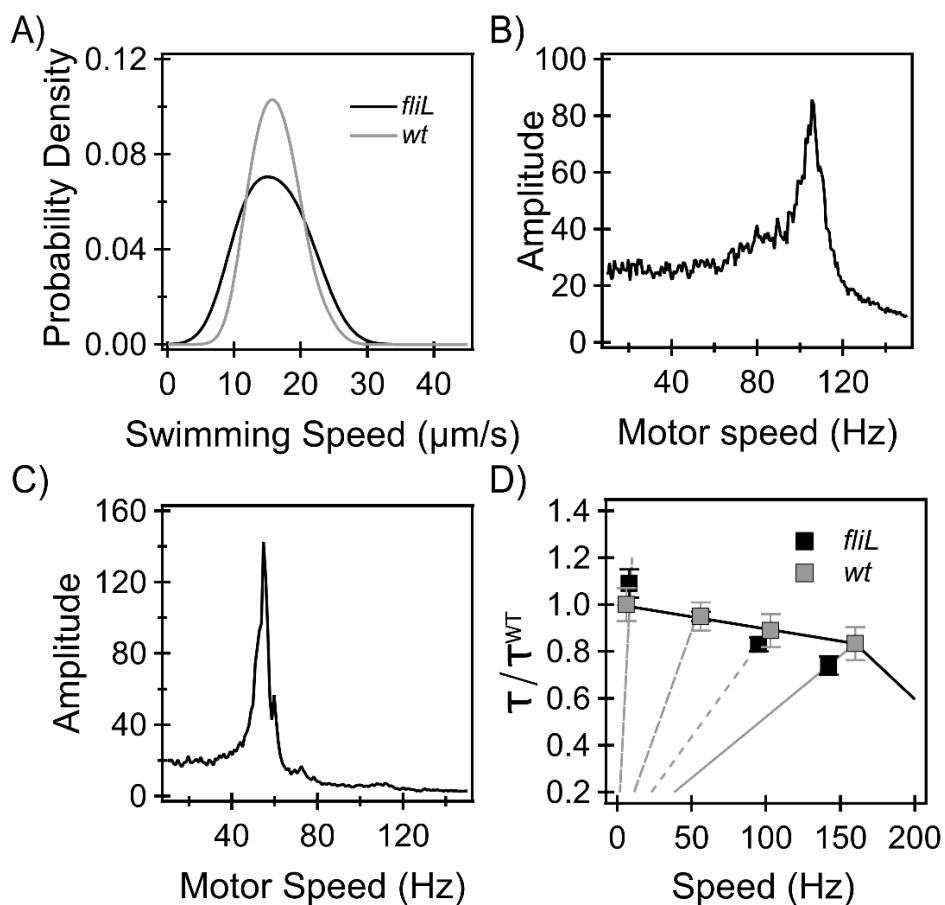 A)
0.12
0.08
0.04
0.00
Probability Density
fliL
wt
0 10 20 30 40
Swimming Speed (µm/s)
B)
100
80
60
40
20
0
Amplitude
40 80 120
Motor speed (Hz)
C)
160
120
80
40
0
Amplitude
40 80 120
Motor Speed (Hz)
D)
1.4
1.2
1.0
0.8
0.6
0.4
0.2
τ / τWT
fliL
wt
0 50 100 150 200
Speed (Hz)